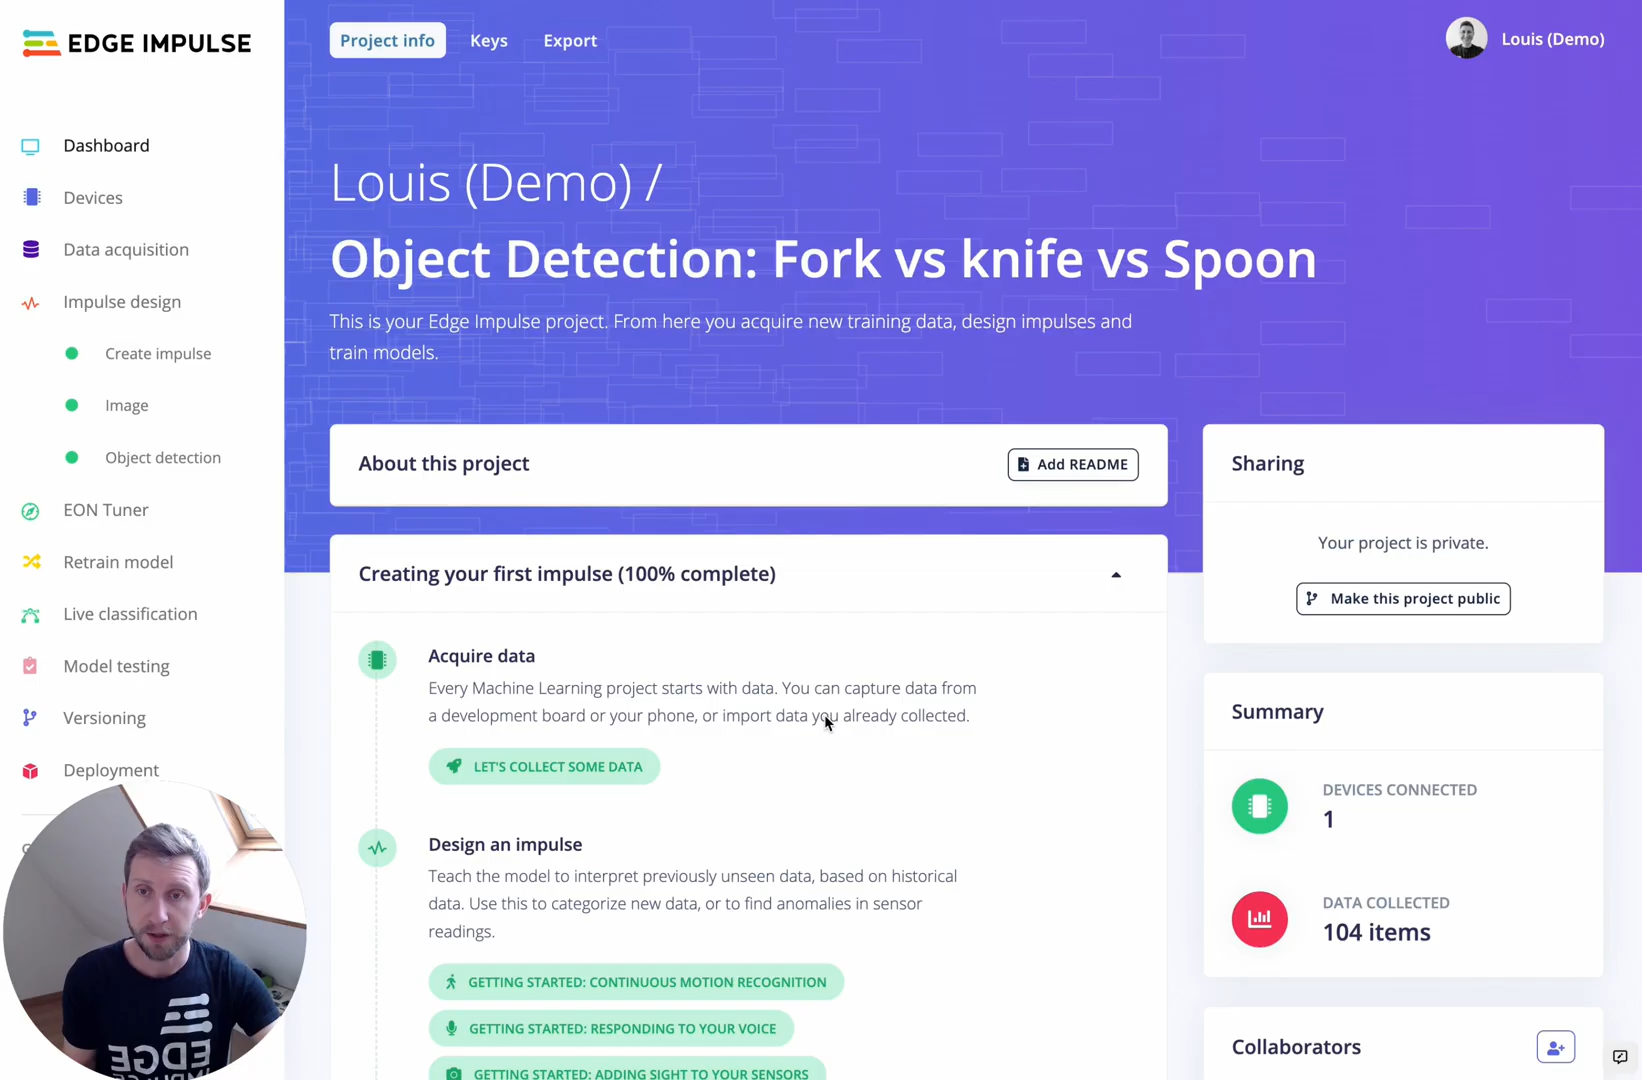 EDGE IMPULSE
Project info
Keys
Export
Louis (Demo)
Dashboard
Devices
Data acquisition
Impulse design
Create impulse
Image
Object detection
EON Tuner
Retrain model
Live classification
Model testing
Versioning
Deployment
Louis (Demo) /
Object Detection: Fork vs knife vs Spoon
This is your Edge Impulse project. From here you acquire new training data, design impulses and
train models.
About this project
Add README
Creating your first impulse (100% complete)
Acquire data
Every Machine Learning project starts with data. You can capture data from
a development board or your phone, or import data you already collected.
LET'S COLLECT SOME DATA
Design an impulse
Teach the model to interpret previously unseen data, based on historical
data. Use this to categorize new data, or to find anomalies in sensor
readings.
GETTING STARTED: CONTINUOUS MOTION RECOGNITION
GETTING STARTED: RESPONDING TO YOUR VOICE
GETTING STARTED: ADDING SIGHT TO YOUR SENSORS
Sharing
Your project is private.
Make this project public
Summary
DEVICES CONNECTED
1
DATA COLLECTED
104 items
Collaborators
EDGE